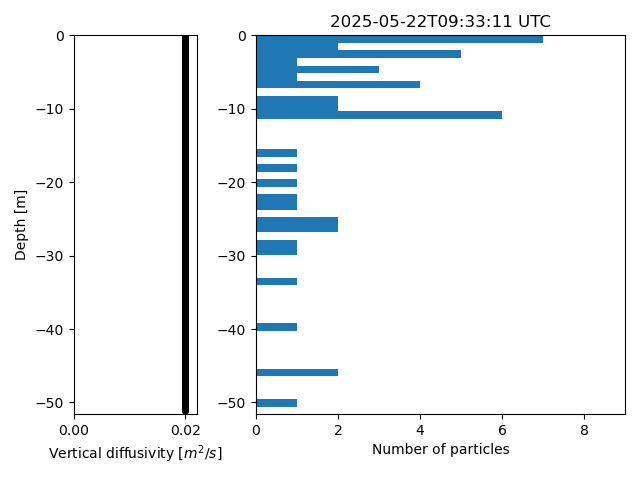 2025-05-22T09:33:11 UTC
0
−10
−20
−30
−40
−50
Depth [m]
0.00 0.02
Vertical diffusivity [m²/s]
0
−10
−20
−30
−40
−50
0 2 4 6 8
Number of particles